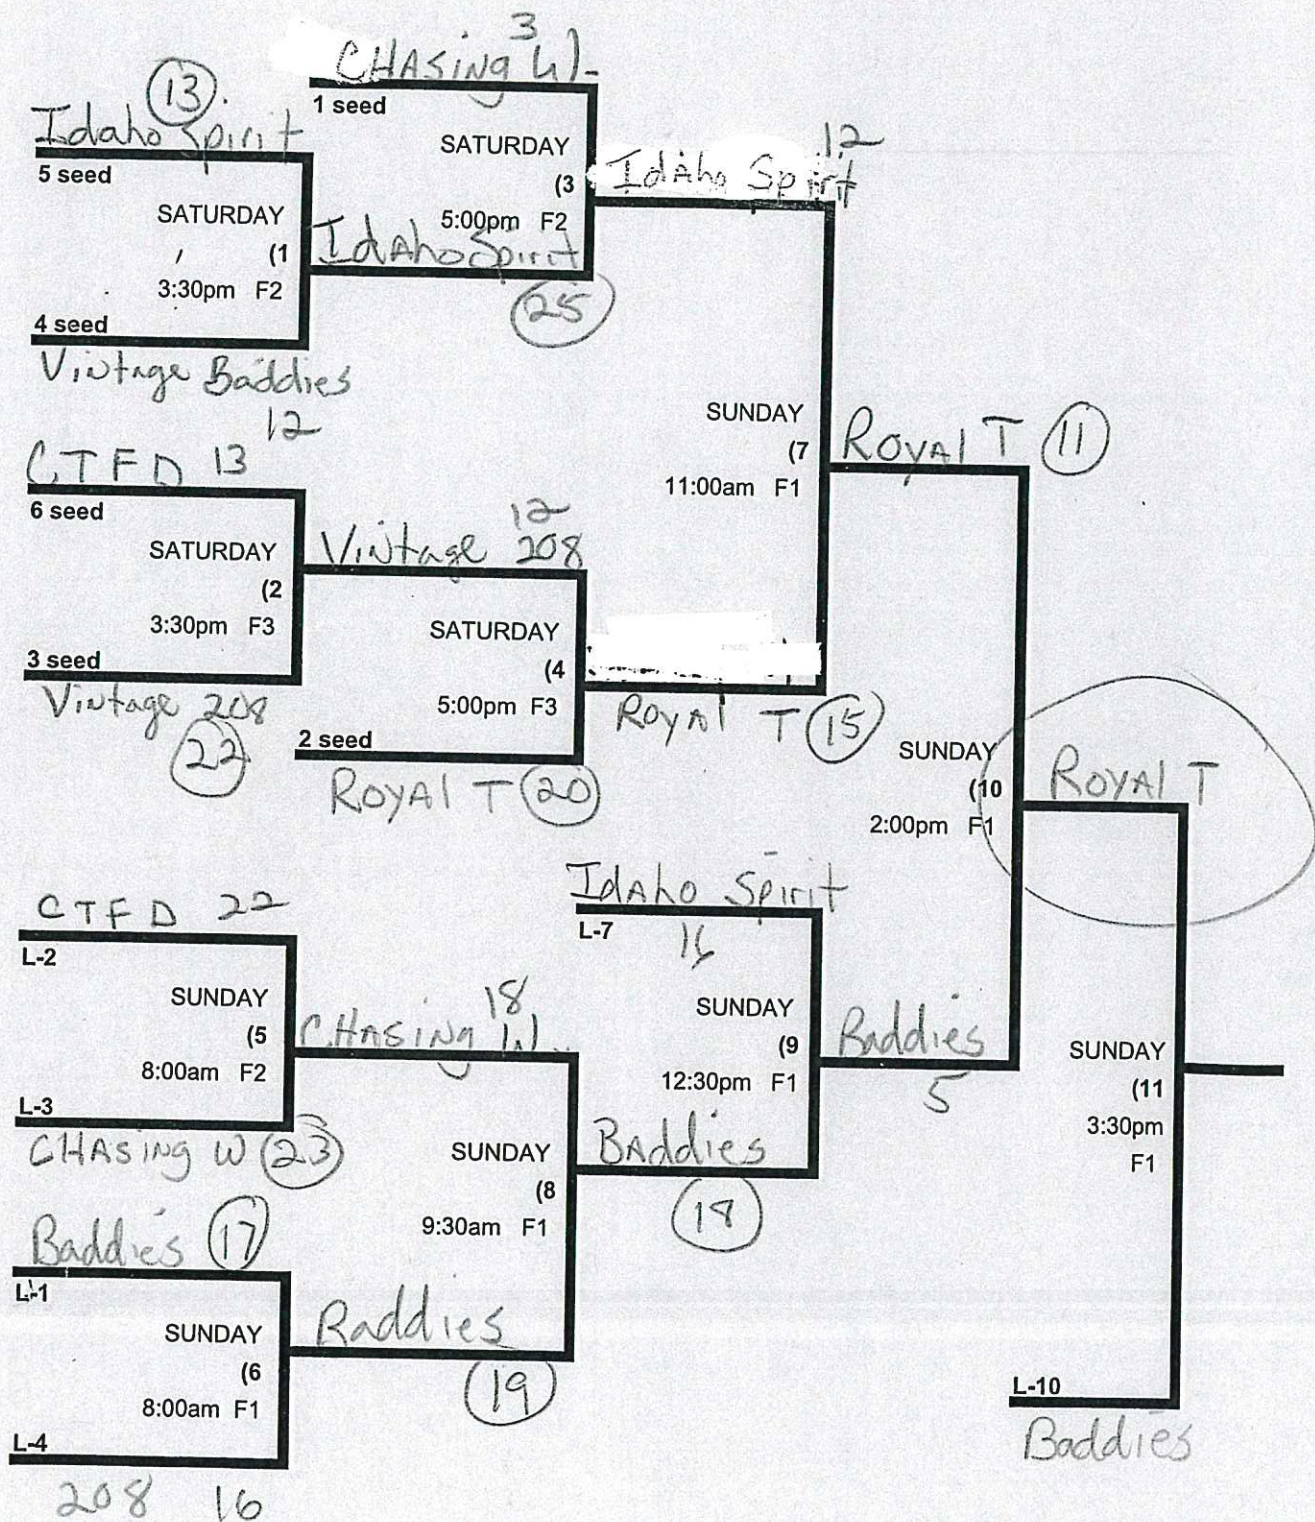 CHASing W
3
1 seed
13
Idaho Spirit
5 seed
SATURDAY
(3
5:00pm F2
12
IdAho Spirit
SATURDAY
(1
3:30pm F2
IdAhoSpirit
25
4 seed
Vintage Baddies
12
SUNDAY
(7
11:00am F1
ROYAl T 11
CTFD 13
6 seed
SATURDAY
(2
3:30pm F3
12
Vintage 208
SATURDAY
(4
5:00pm F3
3 seed
Vintage 208
22
2 seed
ROYAl T 20
ROYAl T 15
SUNDAY
(10
2:00pm F1
ROYAl T
CTFD 22
L-2
SUNDAY
(5
8:00am F2
L-3
CHASing W 23
18
CHASing W
IdAho Spirit
L-7
16
SUNDAY
(9
12:30pm F1
Baddies
5
SUNDAY
(8
9:30am F1
BAddies
18
SUNDAY
(11
3:30pm
F1
Baddies 17
L-1
SUNDAY
(6
8:00am F1
Baddies
19
L-4
208 16
L-10
Baddies